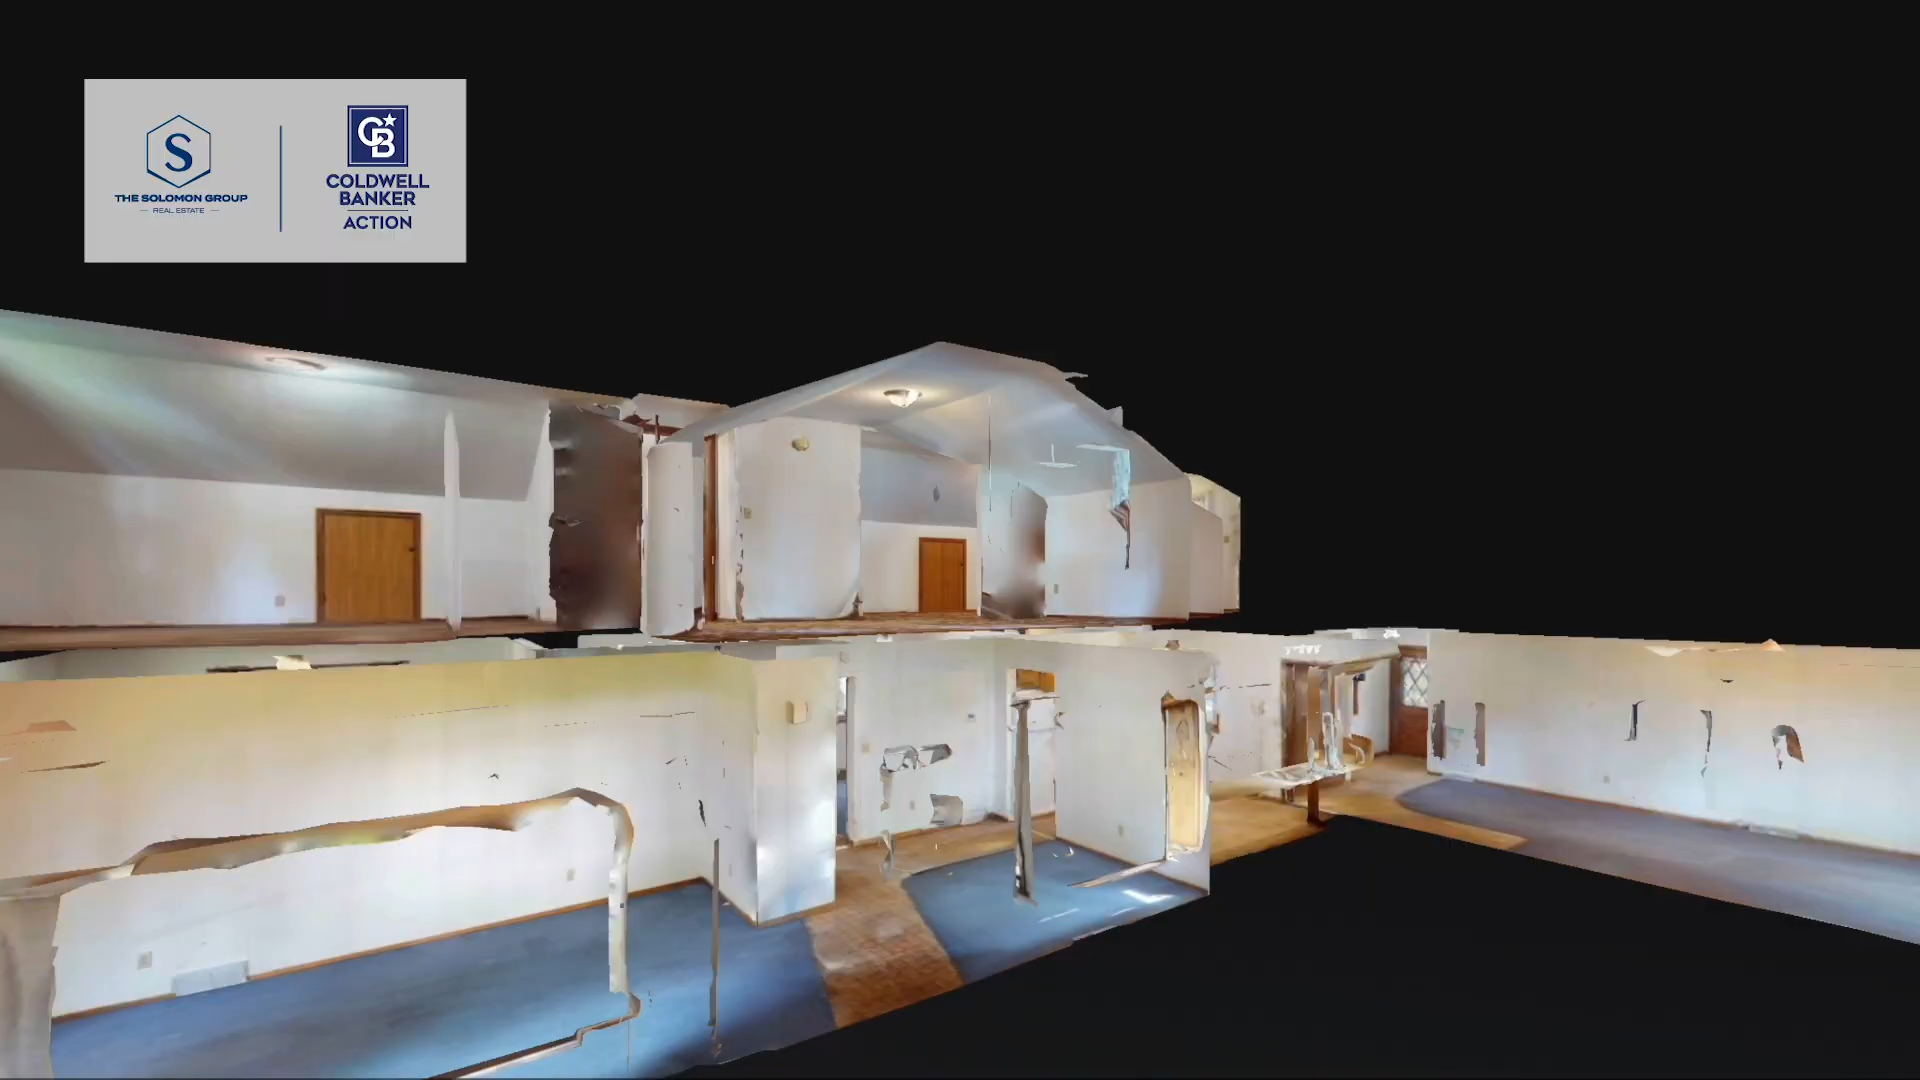 S
THE SOLOMON GROUP
REAL ESTATE
CB
COLDWELL
BANKER
ACTION